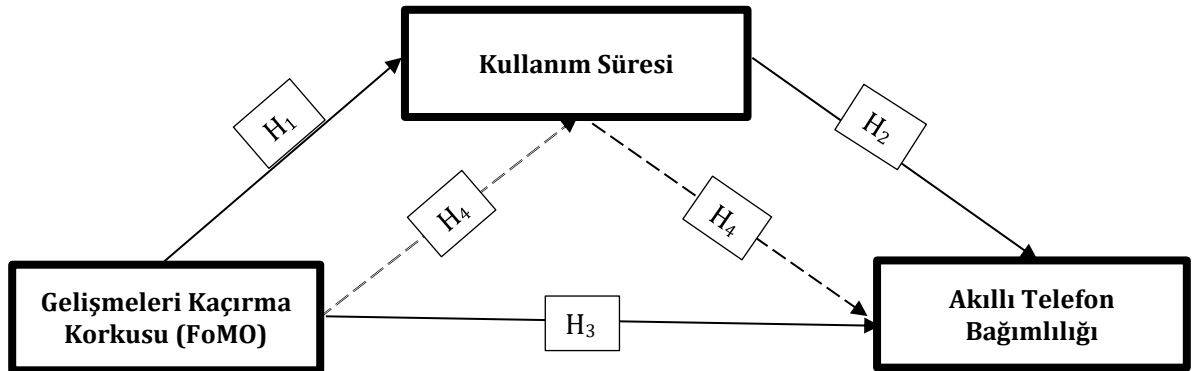 Kullanım Süresi
H₁
H₂
H₄
H₄
Gelişmeleri Kaçırma
Korkusu (FoMO)
H₃
Akıllı Telefon
Bağımlılığı